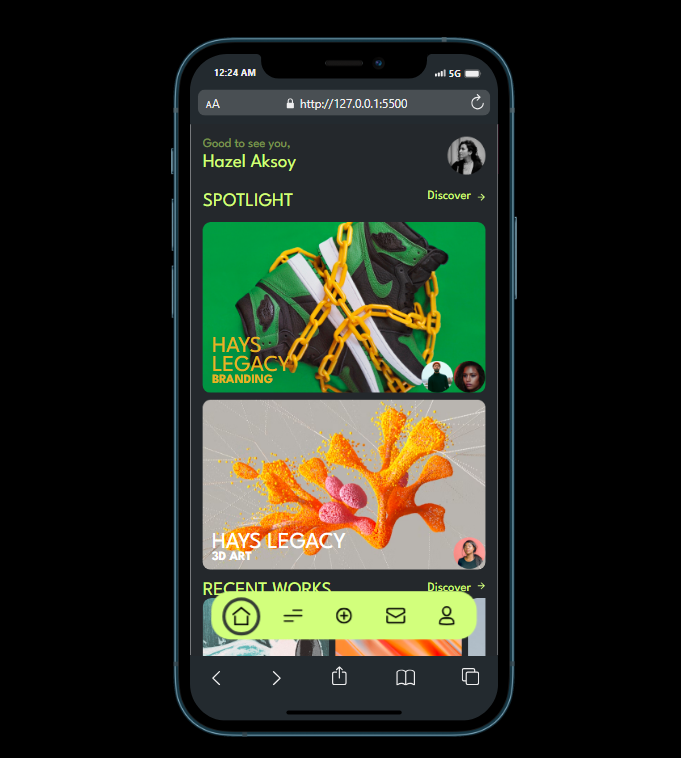 12:24 AM
5G
AA
http://127.0.0.1:5500
Good to see you,
Hazel Aksoy
SPOTLIGHT
Discover →
HAYS
LEGACY
BRANDING
HAYS LEGACY
3D ART
RECENT WORKS
Discover →